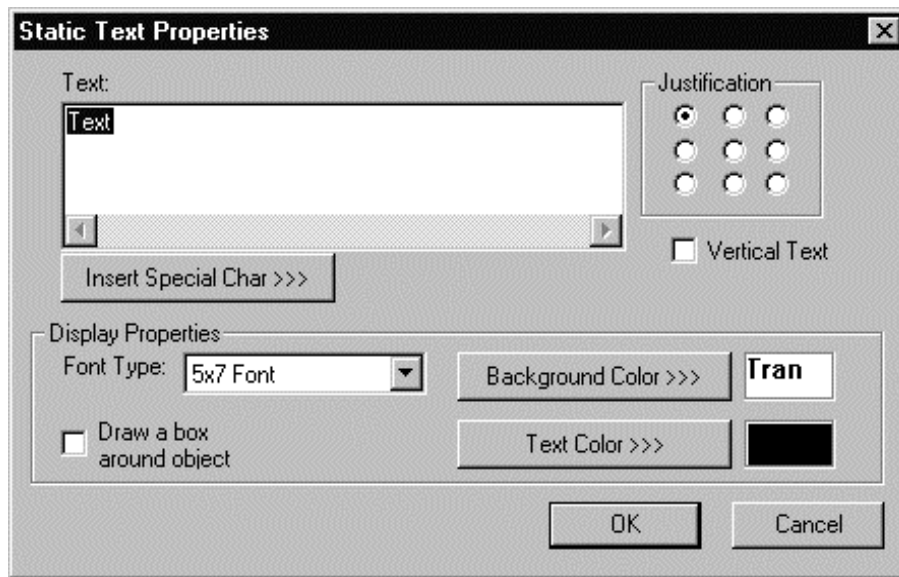 Static Text Properties
Text:
Justification
Text
Vertical Text
Insert Special Char >>>
Display Properties
Font Type:
5x7 Font
Background Color >>>
Tran
Draw a box
around object
Text Color >>>
OK
Cancel